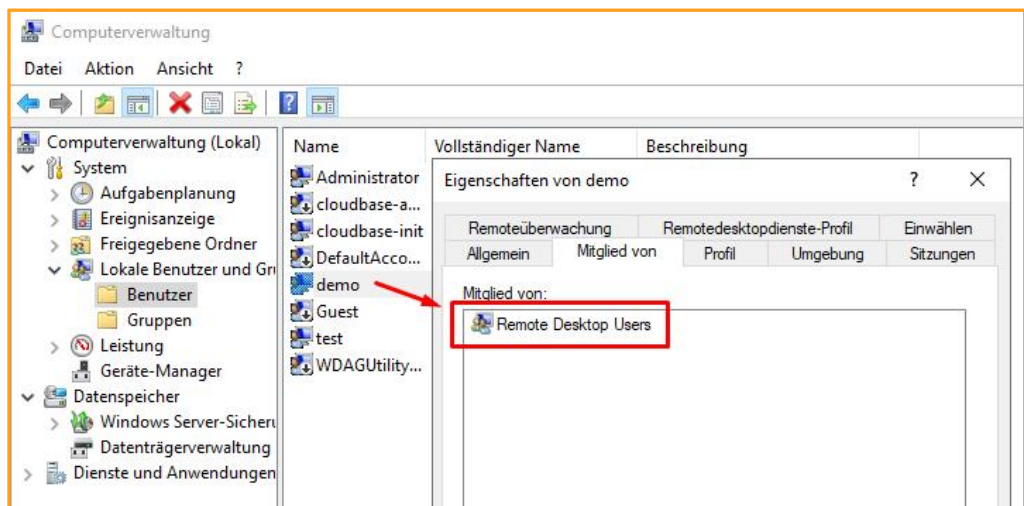 Computerverwaltung
Datei Aktion Ansicht ?
Computerverwaltung (Lokal)
System
Aufgabenplanung
Ereignisanzeige
Freigegebene Ordner
Lokale Benutzer und Gru
Benutzer
Gruppen
Leistung
Geräte-Manager
Datenspeicher
Windows Server-Sicheru
Datenträgerverwaltung
Dienste und Anwendungen
Name Vollständiger Name Beschreibung
Administrator
cloudbase-a...
cloudbase-init
DefaultAcco...
demo
Guest
test
WDAGUtility...
Eigenschaften von demo ? X
Remoteüberwachung Remotedesktopdienste-Profil Einwählen
Allgemein Mitglied von Profil Umgebung Sitzungen
Mitglied von:
Remote Desktop Users